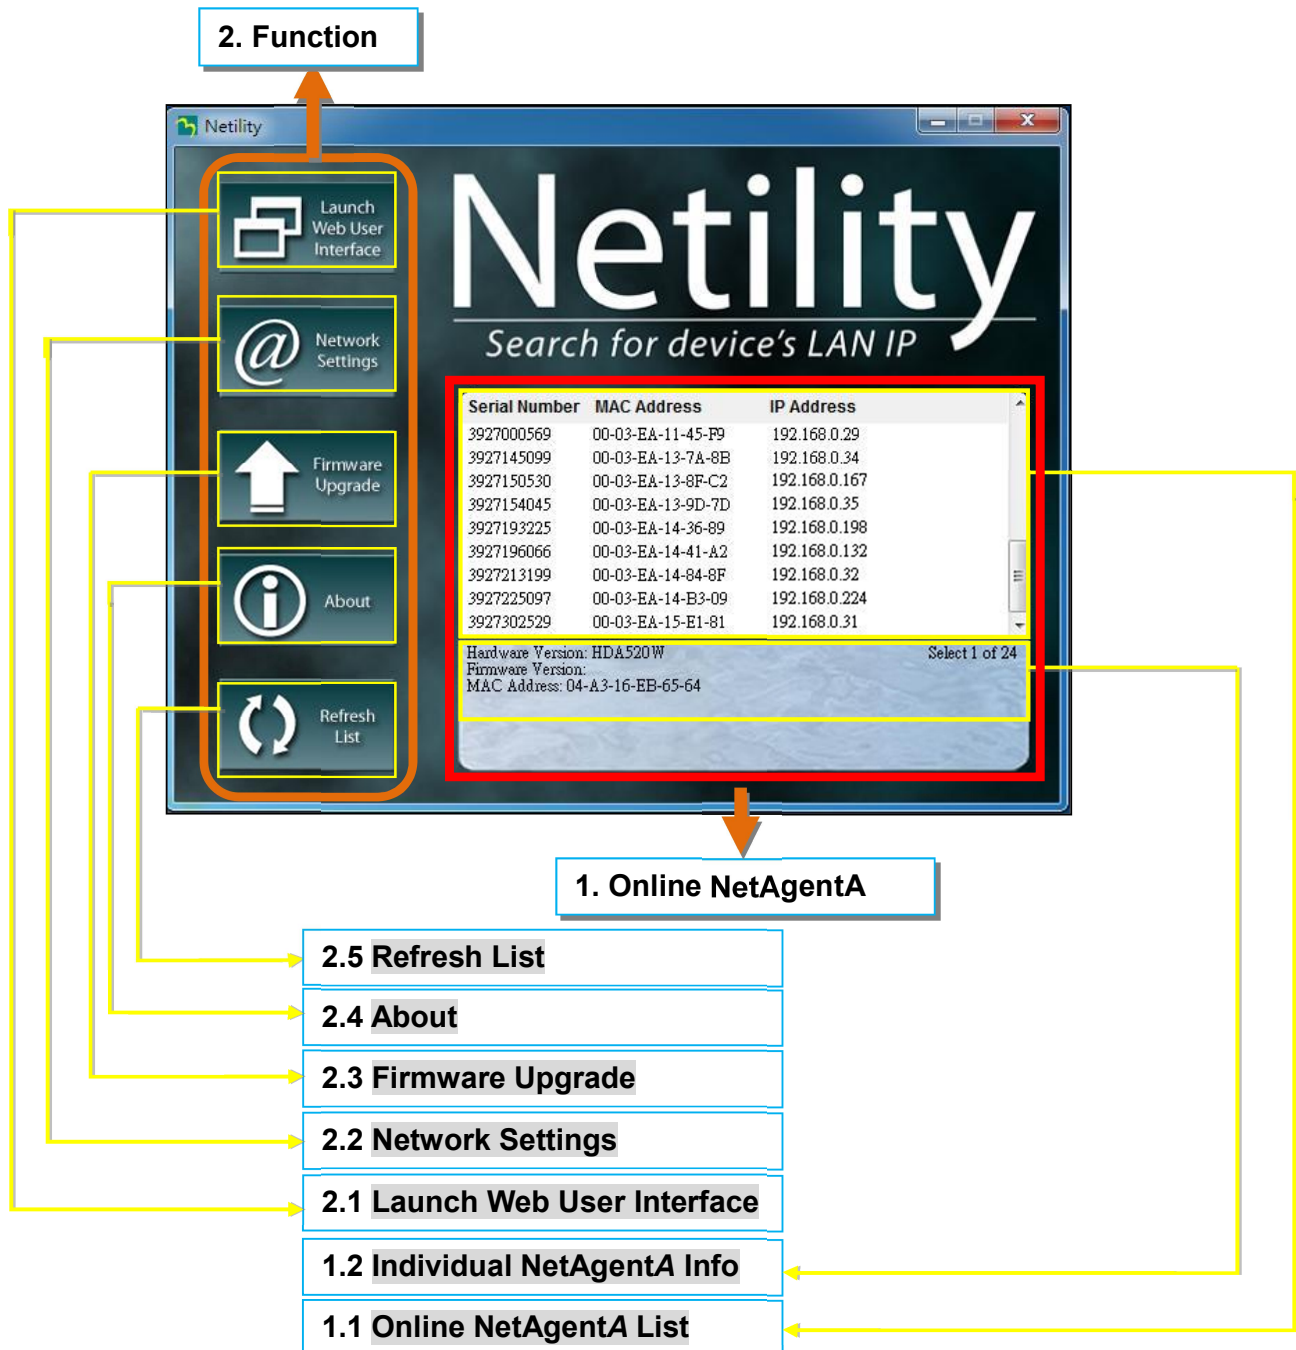 2. Function
Netility
Launch
Web User
Interface
Network
Settings
Firmware
Upgrade
About
Refresh
List
Netility
Search for device's LAN IP
Serial Number MAC Address IP Address
3927000569 00-03-EA-11-45-F9 192.168.0.29
3927145099 00-03-EA-13-7A-8B 192.168.0.34
3927150530 00-03-EA-13-8F-C2 192.168.0.167
3927154045 00-03-EA-13-9D-7D 192.168.0.35
3927193225 00-03-EA-14-36-89 192.168.0.198
3927196066 00-03-EA-14-41-A2 192.168.0.132
3927213199 00-03-EA-14-84-8F 192.168.0.32
3927225097 00-03-EA-14-B3-09 192.168.0.224
3927302529 00-03-EA-15-E1-81 192.168.0.31
Hardware Version: HDA520W Select 1 of 24
Firmware Version:
MAC Address: 04-A3-16-EB-65-64
1. Online NetAgentA
2.5 Refresh List
2.4 About
2.3 Firmware Upgrade
2.2 Network Settings
2.1 Launch Web User Interface
1.2 Individual NetAgentA Info
1.1 Online NetAgentA List